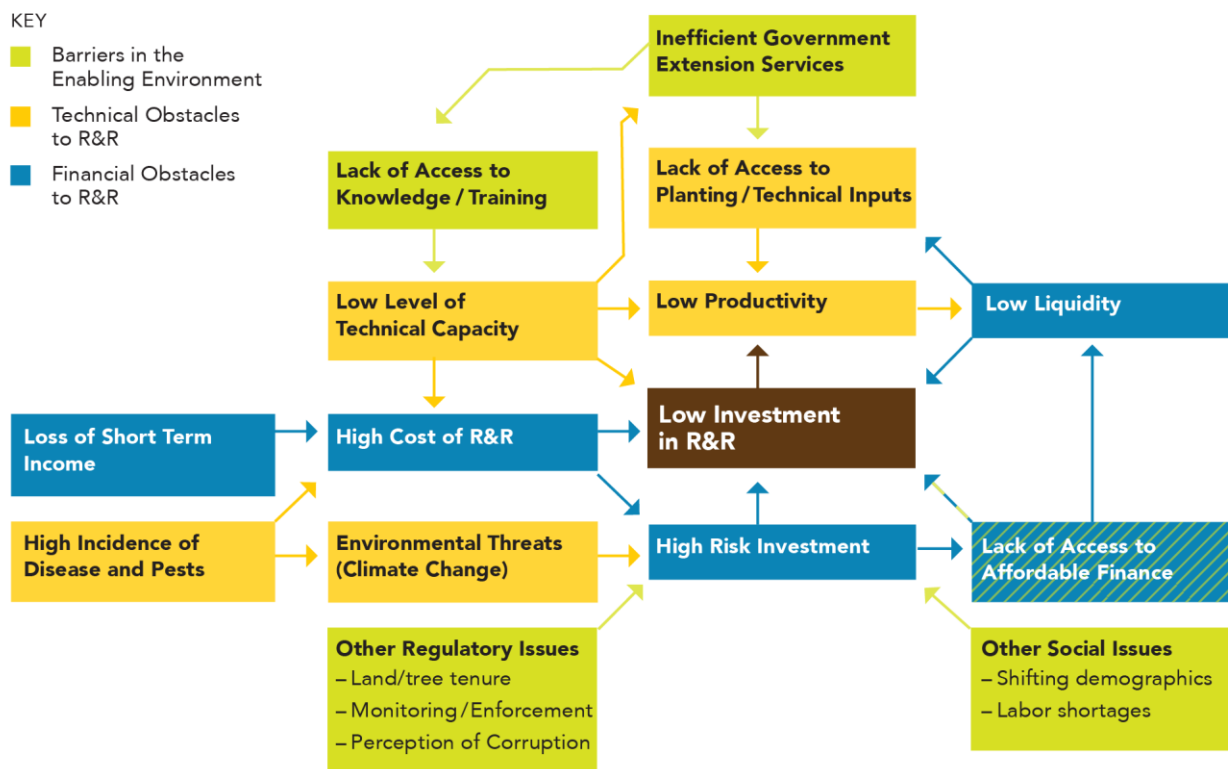 KEY
Barriers in the
Enabling Environment
Technical Obstacles
to R&R
Financial Obstacles
to R&R
Inefficient Government
Extension Services
Lack of Access to
Knowledge / Training
Lack of Access to
Planting / Technical Inputs
Low Level of
Technical Capacity
Low Productivity
Low Liquidity
Loss of Short Term
Income
High Cost of R&R
Low Investment
in R&R
High Incidence of
Disease and Pests
Environmental Threats
(Climate Change)
High Risk Investment
Lack of Access to
Affordable Finance
Other Regulatory Issues
– Land/tree tenure
– Monitoring / Enforcement
– Perception of Corruption
Other Social Issues
– Shifting demographics
– Labor shortages